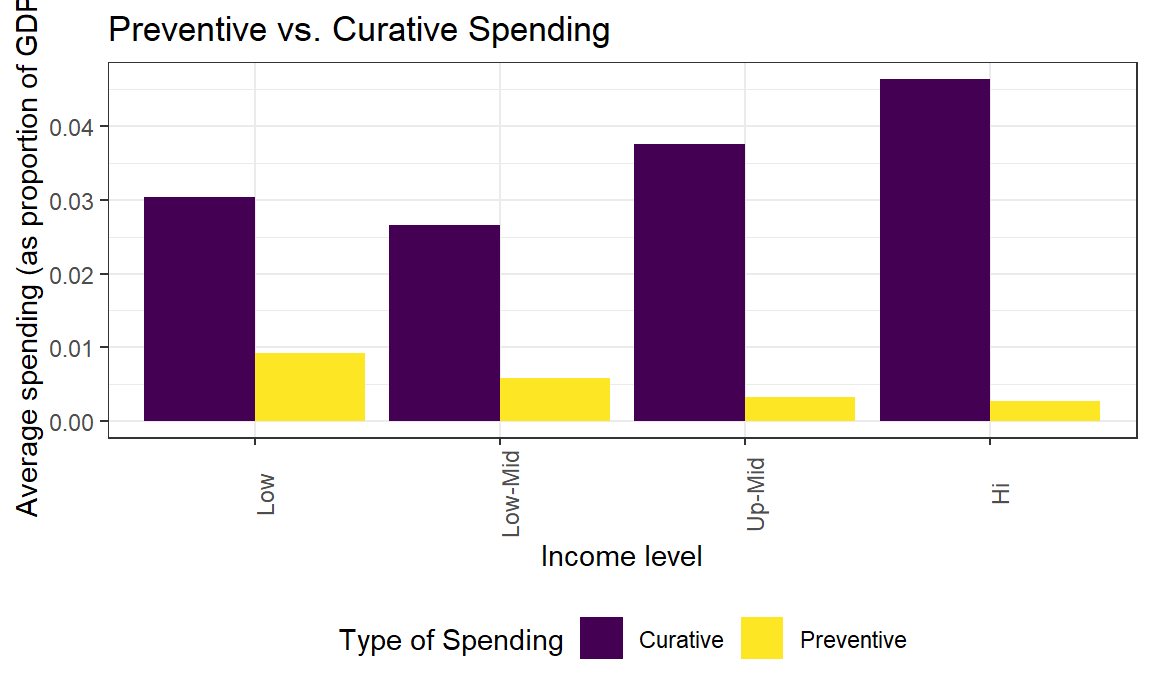 Preventive vs. Curative Spending
Average spending (as proportion of GDP
0.04
0.03
0.02
0.01
0.00
Low
Low-Mid
Up-Mid
Hi
Income level
Type of Spending
Curative
Preventive